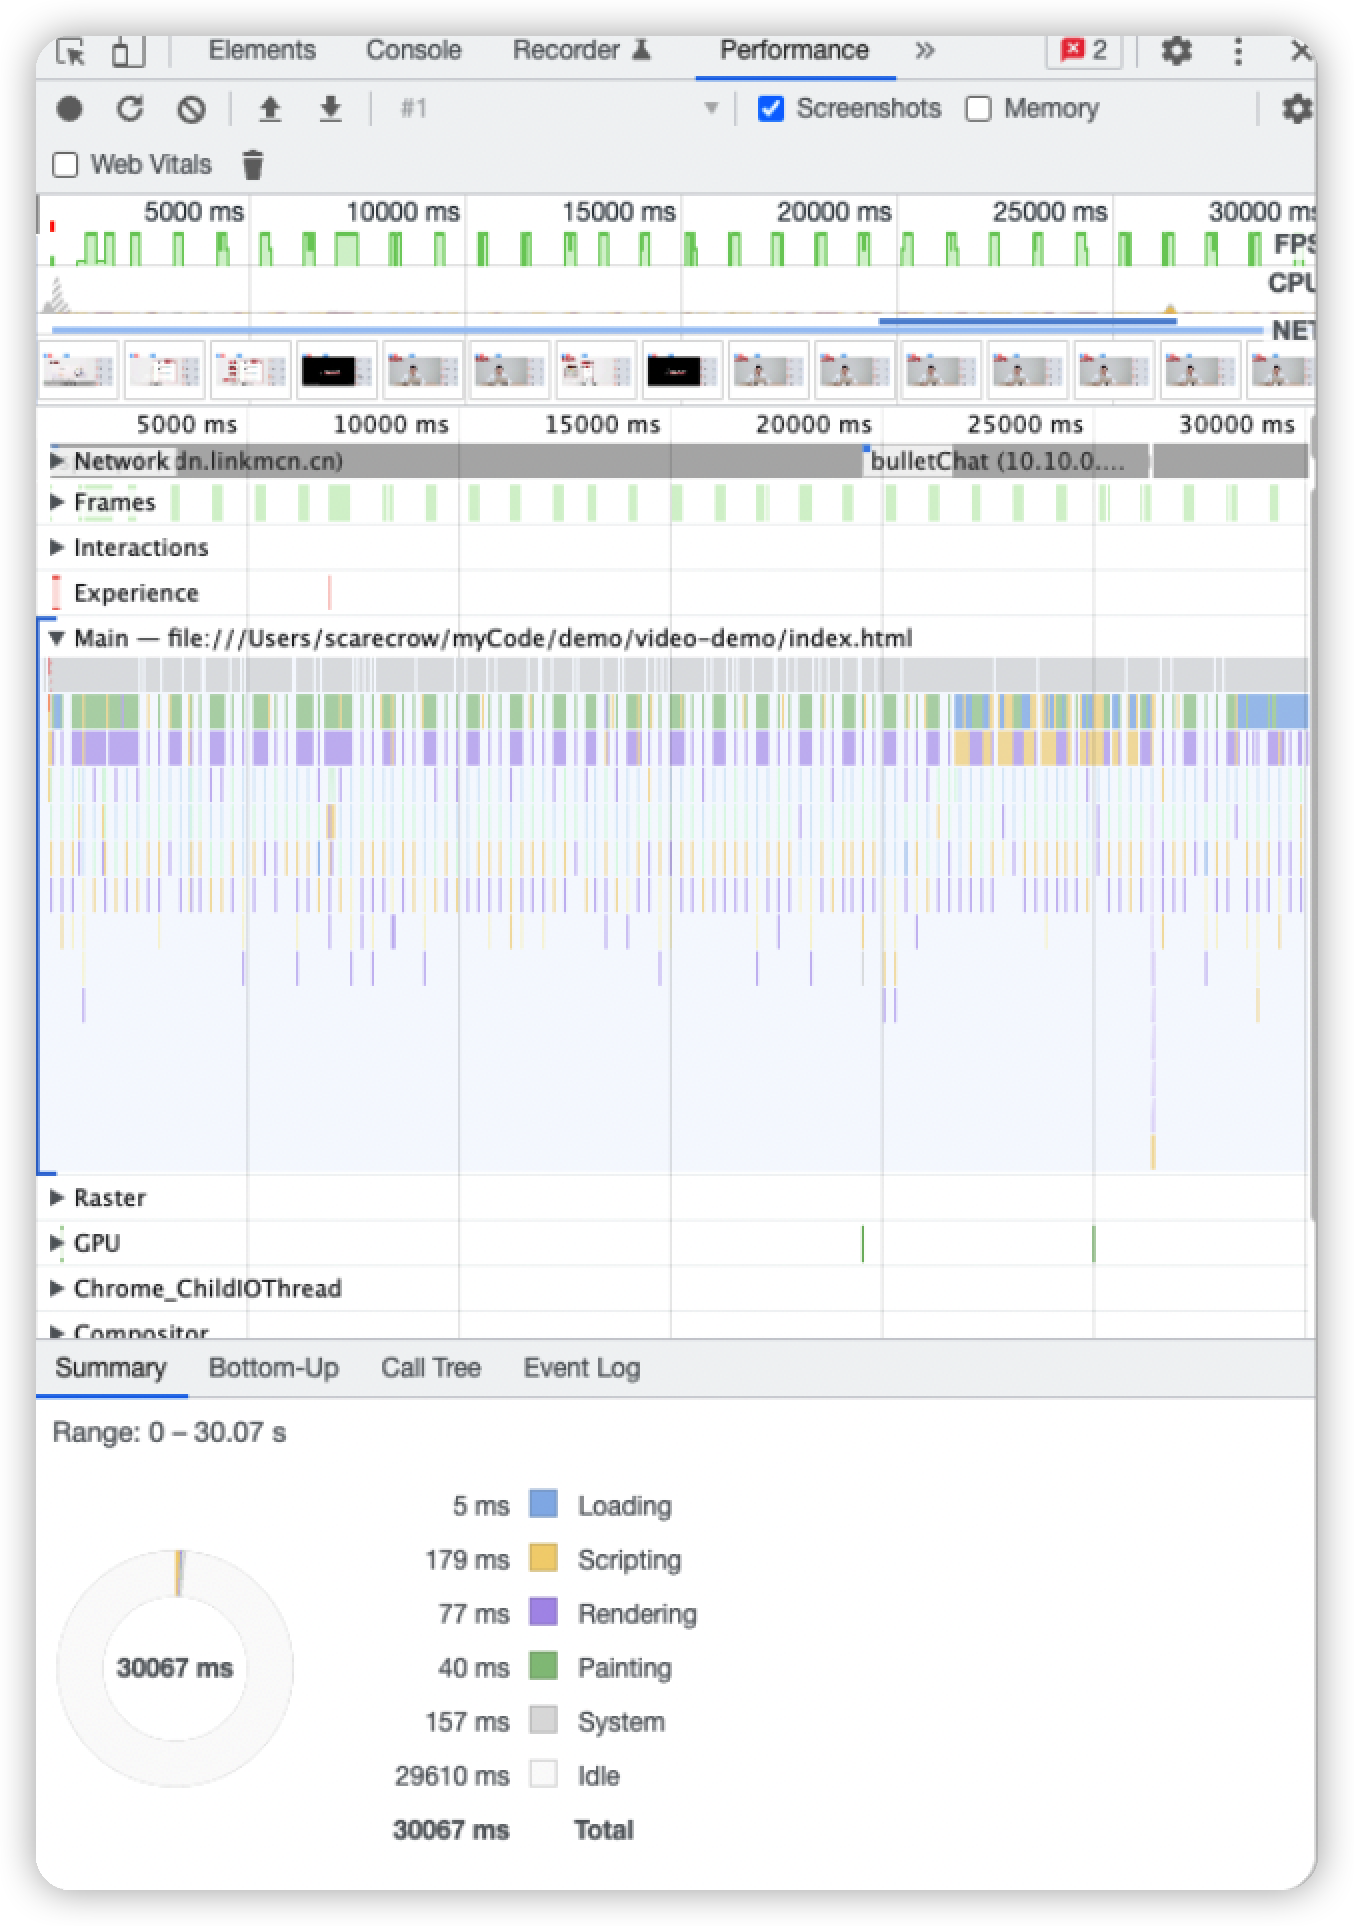 Elements Console Recorder Performance » 2
#1 Screenshots Memory
Web Vitals
5000 ms 10000 ms 15000 ms 20000 ms 25000 ms 30000 ms
FPS
CPU
NET
5000 ms 10000 ms 15000 ms 20000 ms 25000 ms 30000 ms
Network dn.linkmcn.cn) bulletChat (10.10.0....
Frames
Interactions
Experience
Main — file:///Users/scarecrow/myCode/demo/video-demo/index.html
Raster
GPU
Chrome_ChildIOThread
Compositor
Summary Bottom-Up Call Tree Event Log
Range: 0 – 30.07 s
5 ms Loading
179 ms Scripting
77 ms Rendering
30067 ms
40 ms Painting
157 ms System
29610 ms Idle
30067 ms Total